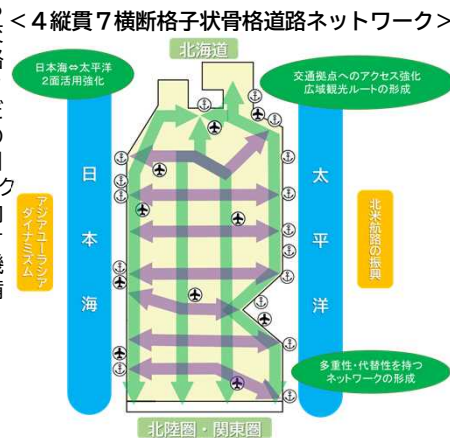 <４縦貫７横断格子状骨格道路ネットワーク>
北海道
日本海⇔太平洋
2面活用強化
交通拠点へのアクセス強化
広域観光ルートの形成
日本海
太平洋
アジアユーラシア
ダイナミズム
北米航路の振興
多重性・代替性を持つ
ネットワークの形成
北陸圏・関東圏